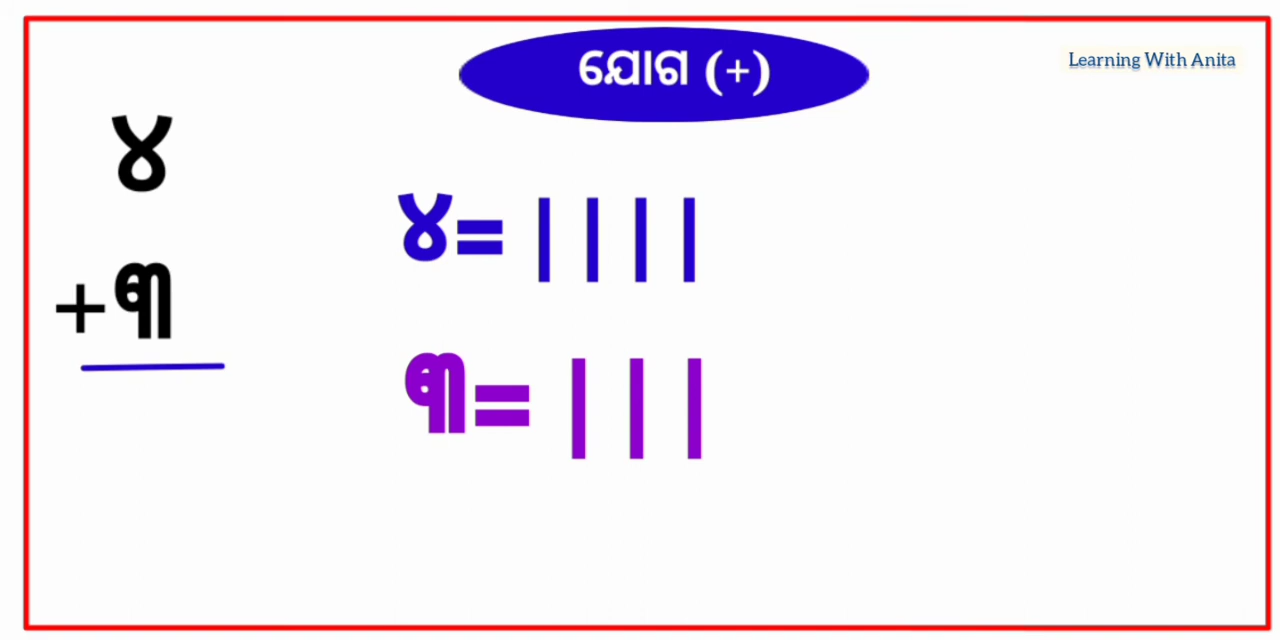 ଯୋଗ (+)
Learning With Anita
୪
+୩
୪= | | | |
୩= | | |